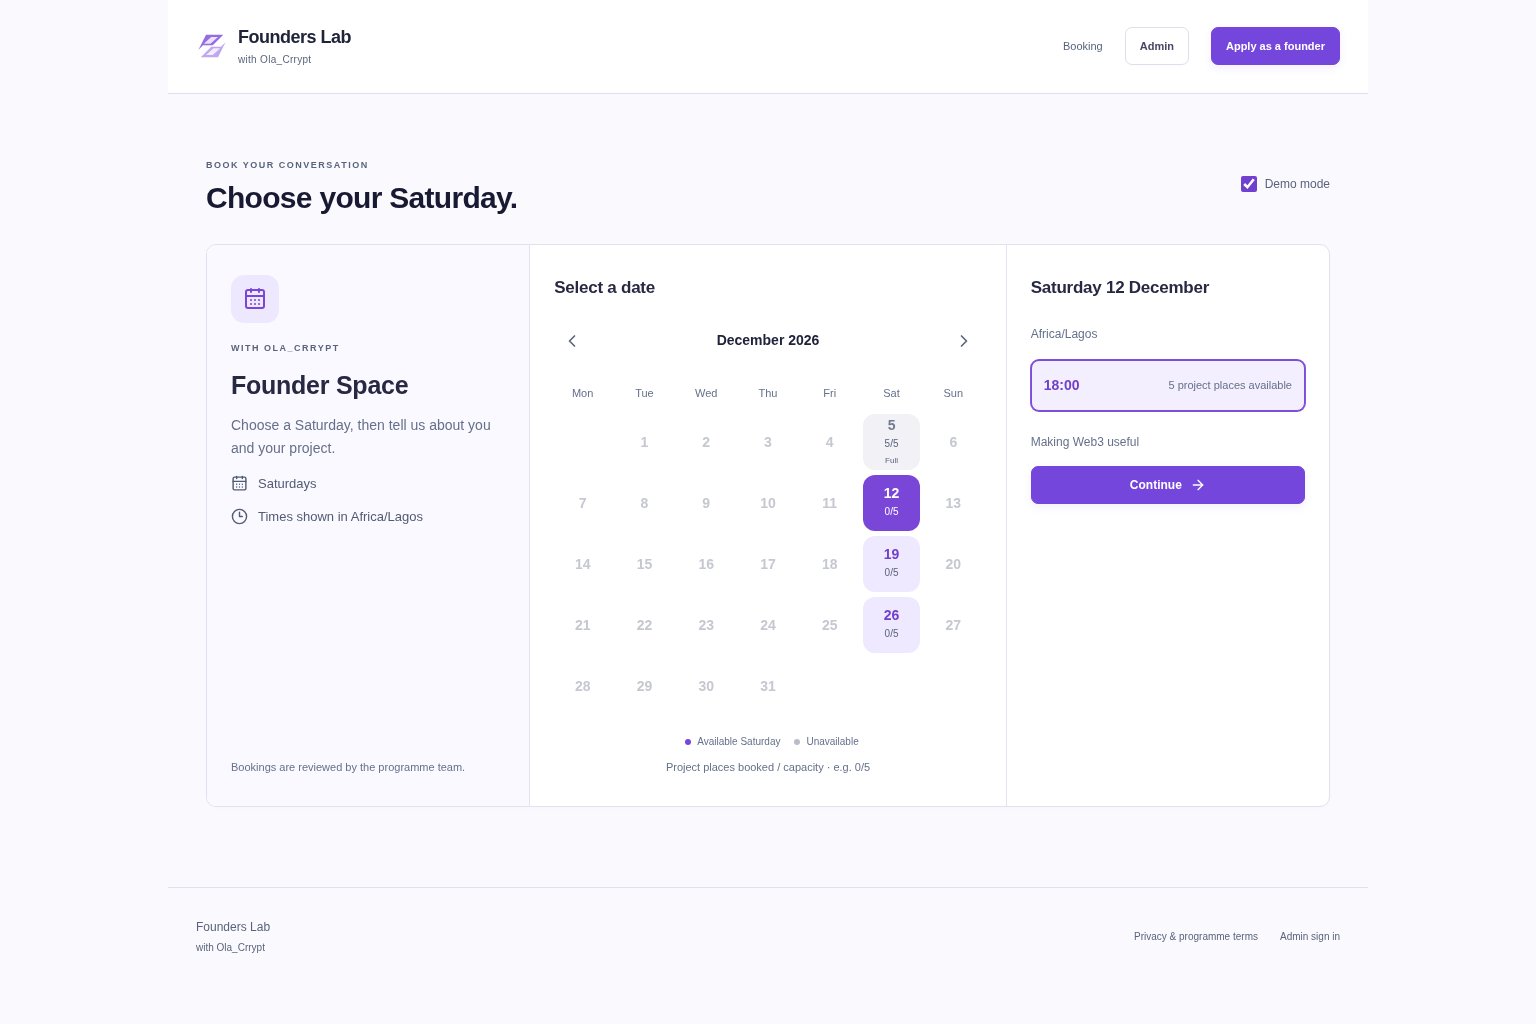 Founders Lab
with Ola_Crrypt
Booking
Admin
Apply as a founder
BOOK YOUR CONVERSATION
Choose your Saturday.
Demo mode
WITH OLA_CRRYPT
Founder Space
Choose a Saturday, then tell us about you
and your project.
Saturdays
Times shown in Africa/Lagos
Bookings are reviewed by the programme team.
Select a date
December 2026
Mon Tue Wed Thu Fri Sat Sun
1 2 3 4 5 6
5/5
Full
7 8 9 10 11 12 13
0/5
14 15 16 17 18 19 20
0/5
21 22 23 24 25 26 27
0/5
28 29 30 31
Available Saturday Unavailable
Project places booked / capacity · e.g. 0/5
Saturday 12 December
Africa/Lagos
18:00 5 project places available
Making Web3 useful
Continue
Founders Lab
with Ola_Crrypt
Privacy & programme terms
Admin sign in